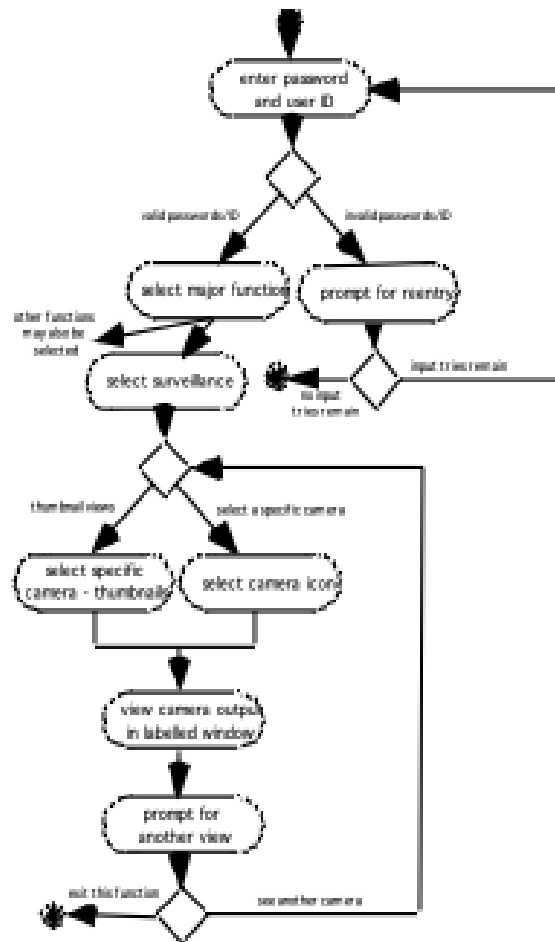 enter password
and user ID
valid passwords/ID
invalid passwords/ID
select major function
prompt for reentry
other functions
may also be
selected
select surveillance
input tries remain
no input
tries remain
thumbnail views
select a specific camera
select specific
camera - thumbnails
select camera icon
view camera output
in labelled window
prompt for
another view
exit this function
see another camera